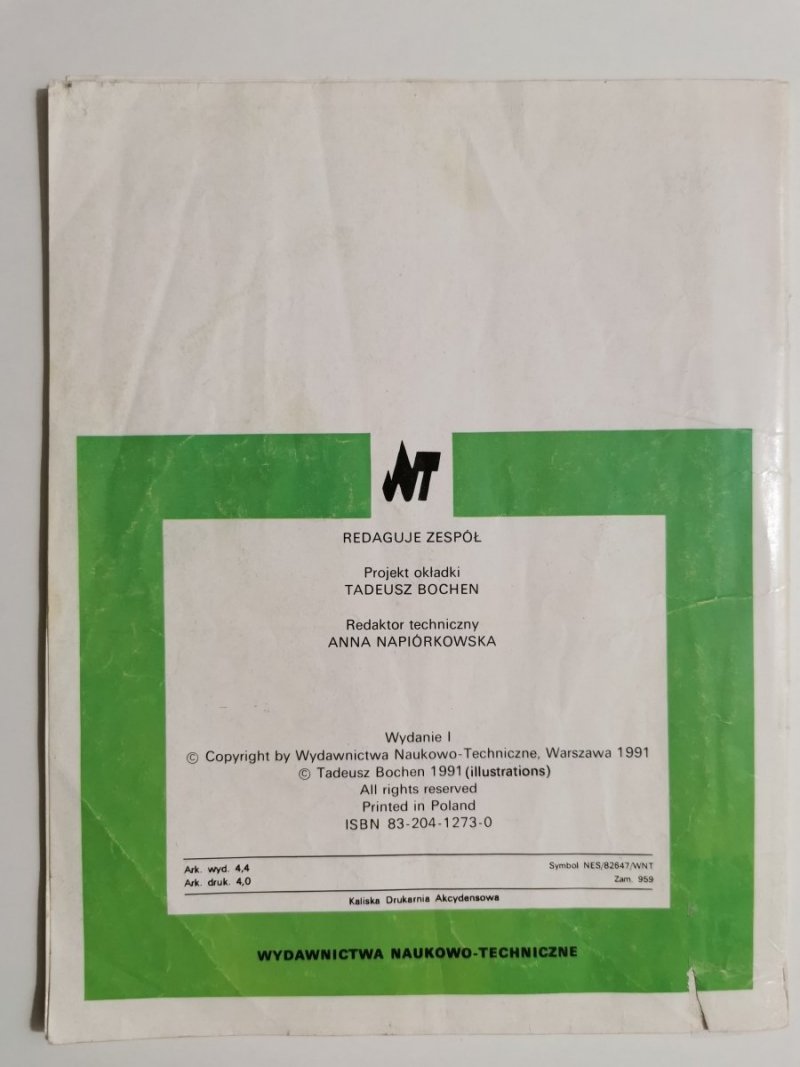 WNT
REDAGUJE ZESPÓŁ
Projekt okładki
TADEUSZ BOCHEN
Redaktor techniczny
ANNA NAPIÓRKOWSKA
Wydanie I
© Copyright by Wydawnictwa Naukowo-Techniczne, Warszawa 1991
© Tadeusz Bochen 1991 (illustrations)
All rights reserved
Printed in Poland
ISBN 83-204-1273-0
Ark. wyd. 4,4 Symbol NES/82647/WNT
Ark. druk. 4,0 Zam. 959
Kaliska Drukarnia Akcydensowa
WYDAWNICTWA NAUKOWO-TECHNICZNE